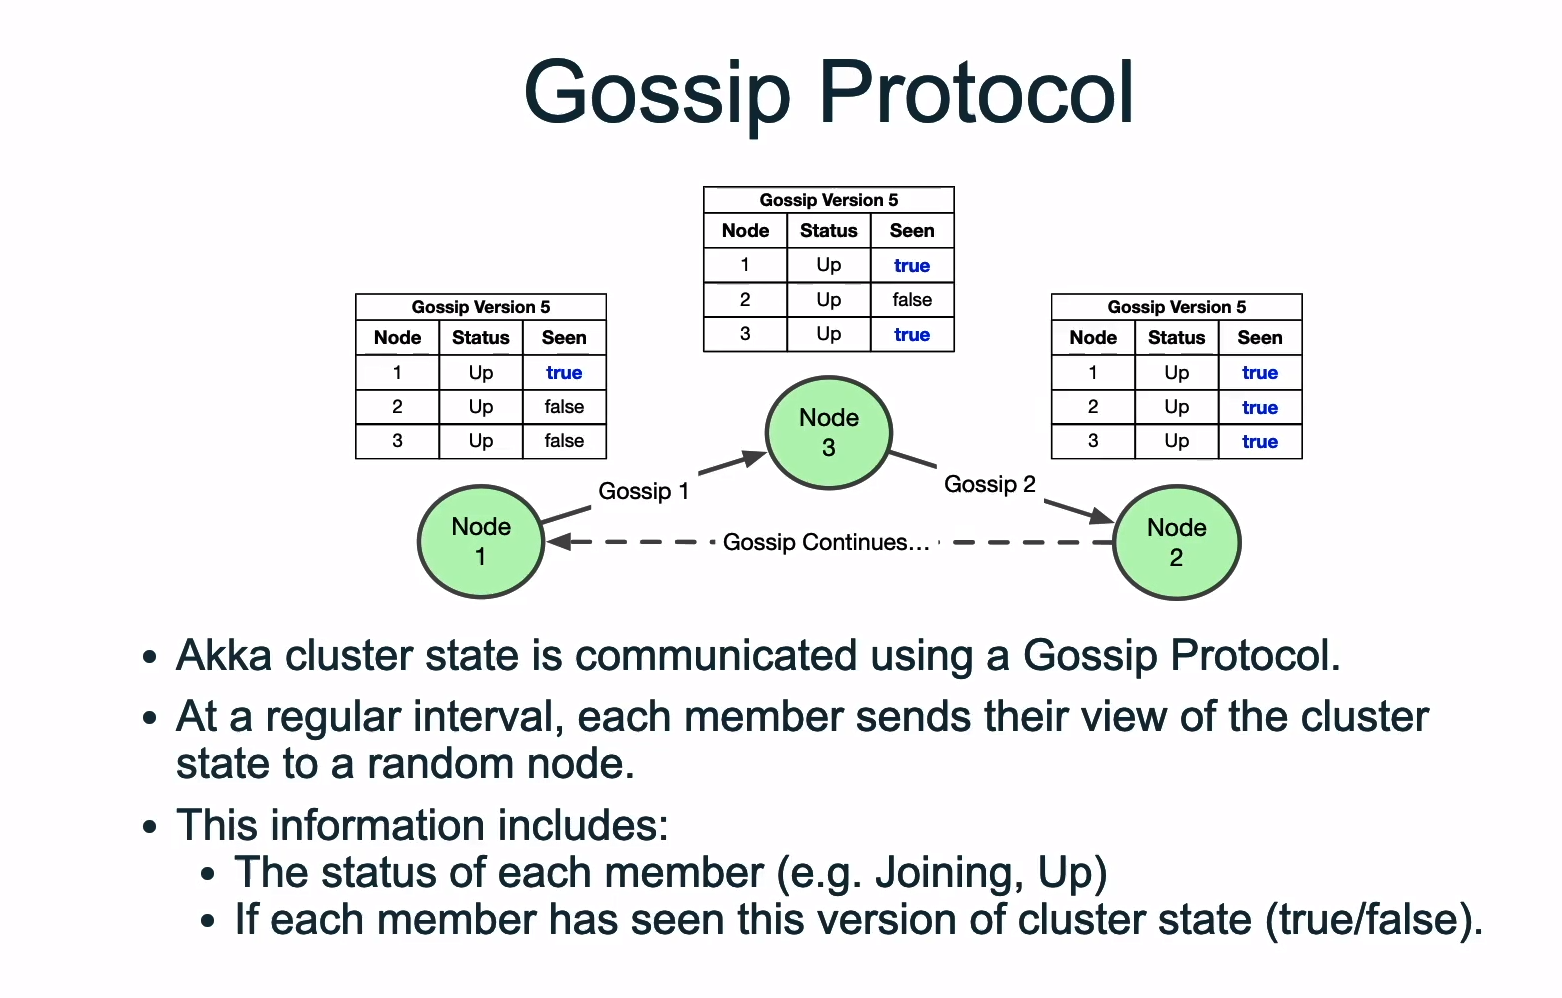 Gossip Protocol
Gossip Version 5
Node Status Seen
1 Up true
2 Up false
3 Up true
Gossip Version 5
Node Status Seen
1 Up true
2 Up false
3 Up false
Gossip Version 5
Node Status Seen
1 Up true
2 Up true
3 Up true
Node
3
Gossip 1
Gossip 2
Node
1
Gossip Continues...
Node
2
• Akka cluster state is communicated using a Gossip Protocol.
• At a regular interval, each member sends their view of the cluster
state to a random node.
• This information includes:
• The status of each member (e.g. Joining, Up)
• If each member has seen this version of cluster state (true/false).